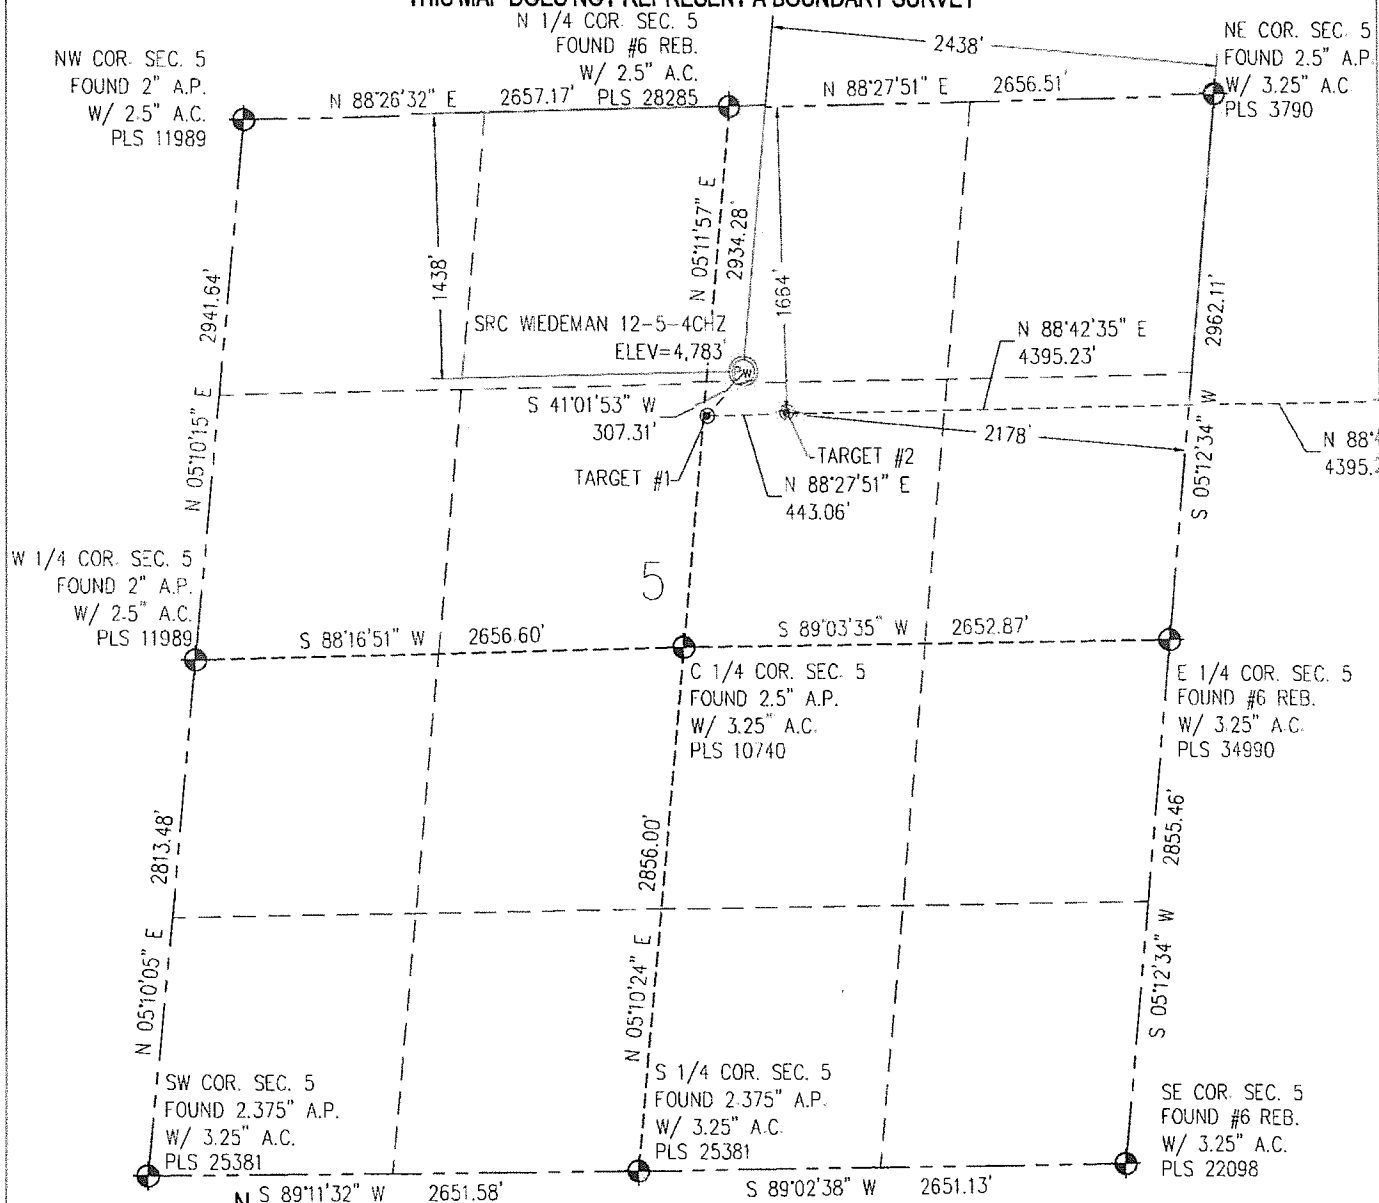 THIS MAP DOES NOT REPRESENT A BOUNDARY SURVEY
N 1/4 COR. SEC. 5
FOUND #6 REB.
W/ 2.5" A.C.
PLS 28285
NE COR. SEC. 5
FOUND 2.5" A.P.
W/ 3.25" A.C.
PLS 3790
2438'
NW COR. SEC. 5
FOUND 2" A.P.
W/ 2.5" A.C.
PLS 11989
N 88°26'32" E 2657.17'
N 88°27'51" E 2656.51'
N 05°11'57" E
2934.28'
1438'
1664'
2941.64'
N 05°10'15" E
2962.11'
S 05°12'34" W
SRC WIEDEMAN 12-5-4CHZ
ELEV=4,783'
PW
N 88°42'35" E
4395.23'
S 41°01'53" W
307.31'
2178'
TARGET #1
TARGET #2
N 88°27'51" E
443.06'
N 88°4
4395.2
5
W 1/4 COR. SEC. 5
FOUND 2" A.P.
W/ 2.5" A.C.
PLS 11989
S 88°16'51" W 2656.60'
S 89°03'35" W 2652.87'
C 1/4 COR. SEC. 5
FOUND 2.5" A.P.
W/ 3.25" A.C.
PLS 10740
E 1/4 COR. SEC. 5
FOUND #6 REB.
W/ 3.25" A.C.
PLS 34990
2813.48'
N 05°10'05" E
2856.00'
N 05°10'24" E
2855.46'
S 05°12'34" W
SW COR. SEC. 5
FOUND 2.375" A.P.
W/ 3.25" A.C.
PLS 25381
S 1/4 COR. SEC. 5
FOUND 2.375" A.P.
W/ 3.25" A.C.
PLS 25381
SE COR. SEC. 5
FOUND #6 REB.
W/ 3.25" A.C.
PLS 22098
N
S 89°11'32" W 2651.58'
S 89°02'38" W 2651.13'